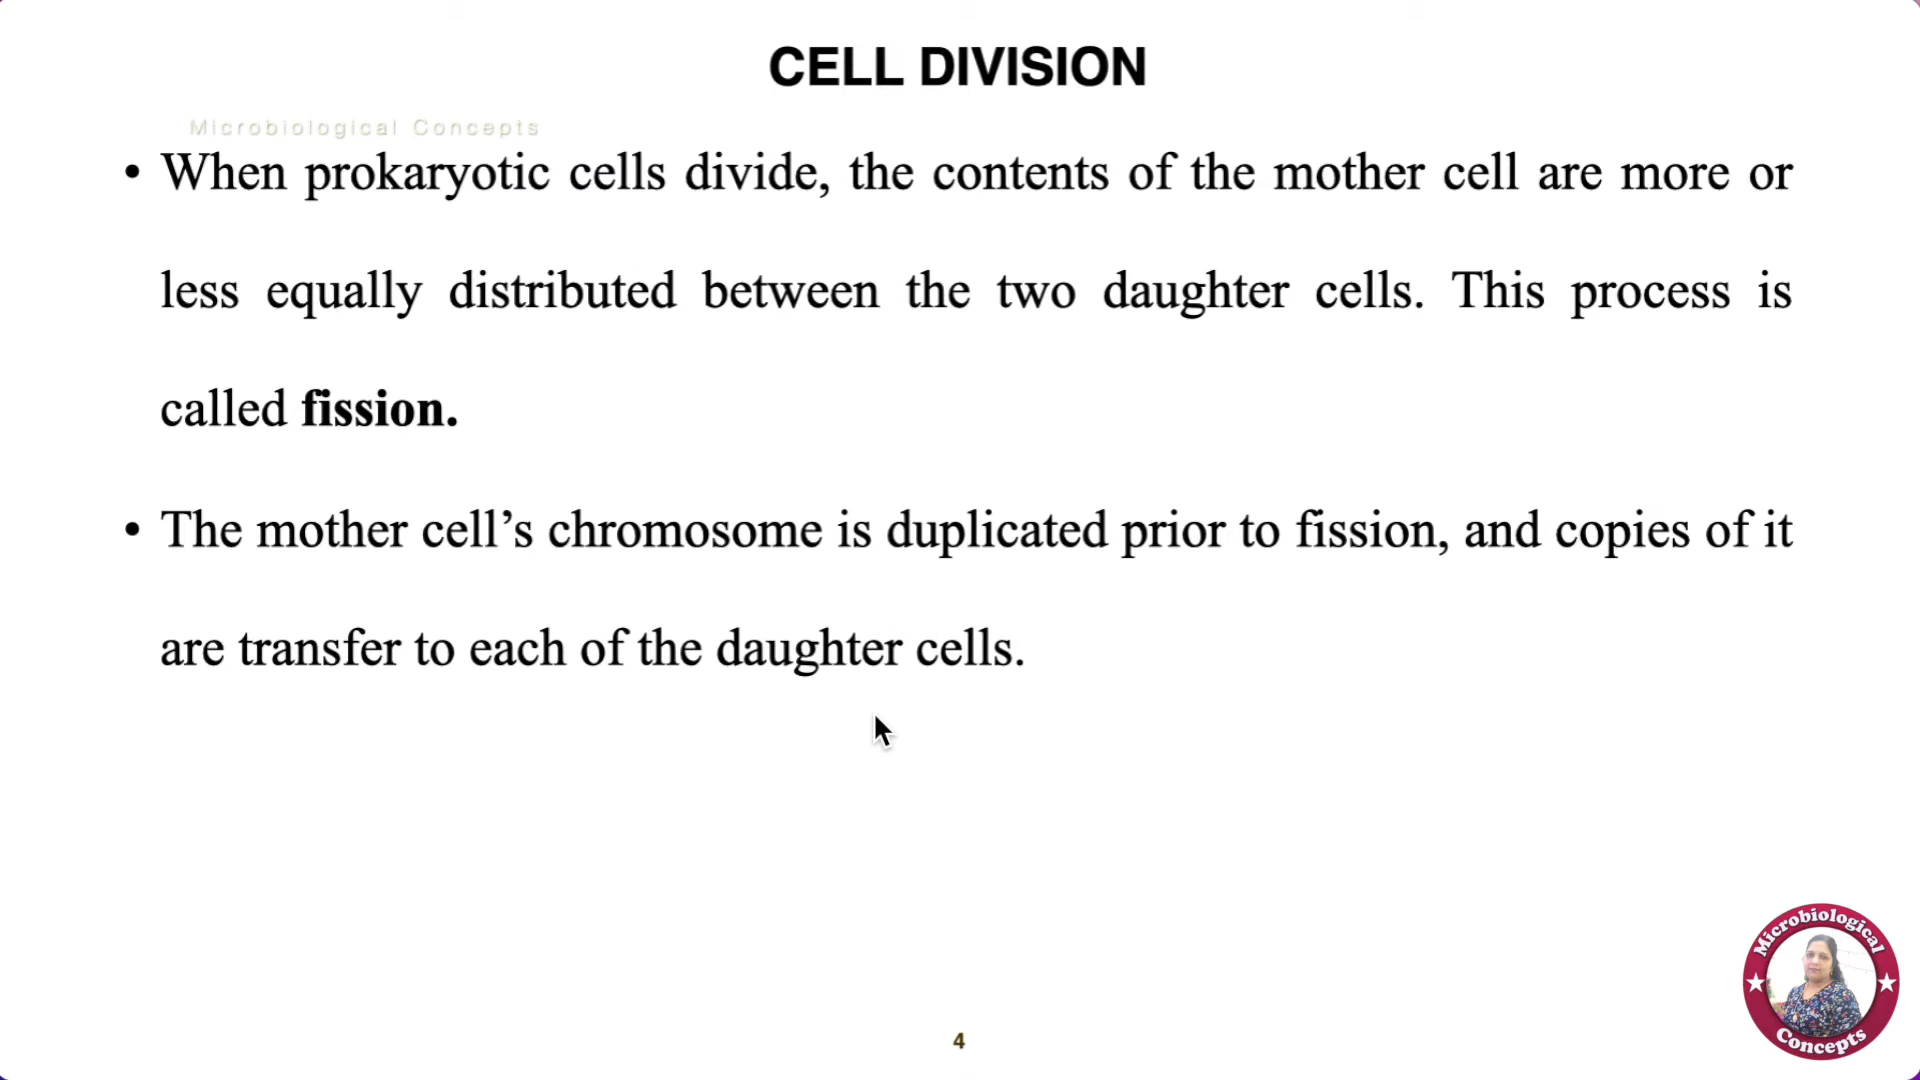 CELL DIVISION
Microbiological Concepts
• When prokaryotic cells divide, the contents of the mother cell are more or
less equally distributed between the two daughter cells. This process is
called fission.
• The mother cell’s chromosome is duplicated prior to fission, and copies of it
are transfer to each of the daughter cells.
Microbiological
Concepts
4